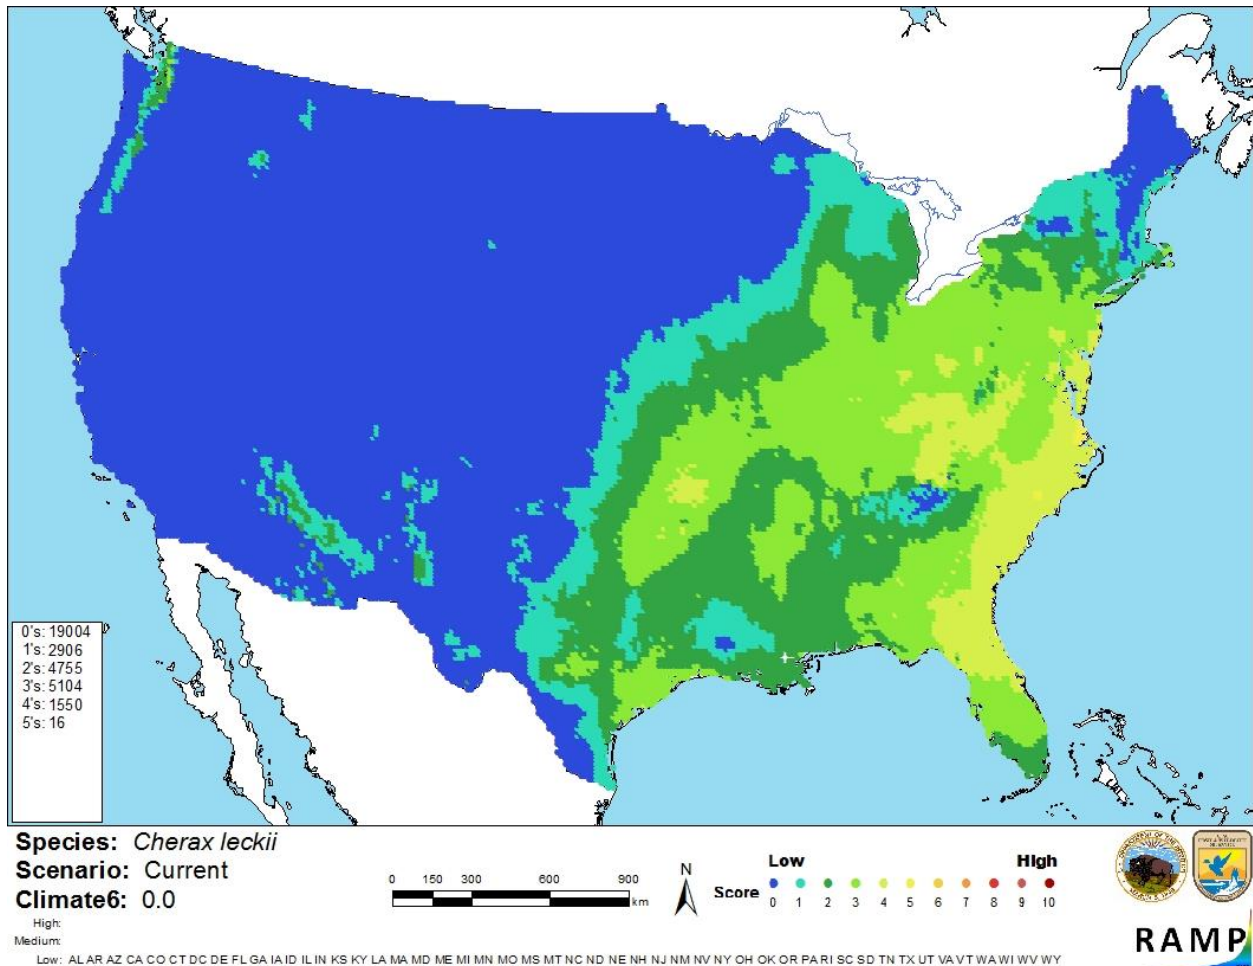 0's: 19004
1's: 2906
2's: 4755
3's: 5104
4's: 1550
5's: 16
Species: Cherax leckii
Scenario: Current
Climate6: 0.0
High:
Medium:
Low: AL AR AZ CA CO CT DC DE FL GA IA ID IL IN KS KY LA MA MD ME MI MN MO MS MT NC ND NE NH NJ NM NV NY OH OK OR PA RI SC SD TN TX UT VA VT WA WI WV WY
0 150 300 600 900
km
N
Low High
Score
0 1 2 3 4 5 6 7 8 9 10
RAMP